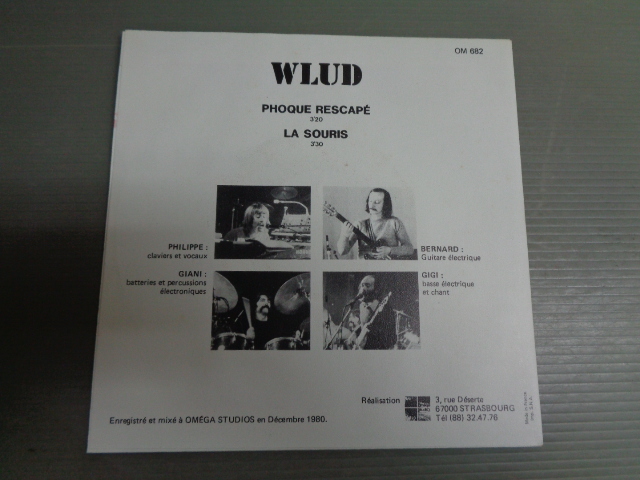 OM 682
WLUD
PHOQUE RESCAPÉ
3'20
LA SOURIS
3'30
PHILIPPE :
claviers et vocaux
BERNARD :
Guitare électrique
GIANI :
batteries et percussions
électroniques
GIGI :
basse électrique
et chant
Réalisation
3, rue Déserte
67000 STRASBOURG
Tél (88) 32.47.76
Enregistré et mixé à OMÉGA STUDIOS en Décembre 1980.